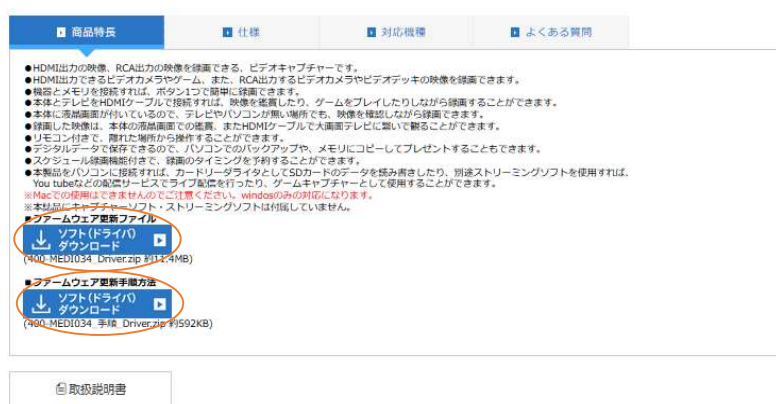 商品特長
仕様
対応機種
よくある質問
●HDMI出力の映像、RCA出力の映像を録画できる、ビデオキャプチャーです。
●HDMI出力できるビデオカメラやゲーム、また、RCA出力するビデオカメラやビデオデッキの映像を録画できます。
●機器とメモリを接続すれば、ボタン1つで簡単に録画できます。
●本体とテレビをHDMIケーブルで接続すれば、映像を鑑賞したり、ゲームをプレイしたりしながら録画することができます。
●本体に液晶画面が付いているので、テレビやパソコンが無い場所でも、映像を確認しながら録画できます。
●録画した映像は、本体の液晶画面での鑑賞、またHDMIケーブルで大画面テレビに繋いで観ることができます。
●リモコン付きで、離れた場所から操作することができます。
●デジタルデータで保存できるので、パソコンでのバックアップや、メモリにコピーしてプレゼントすることもできます。
●スケジュール録画機能付きで、録画のタイミングを予約することができます。
●本製品をパソコンに接続すれば、カードリーダライタとしてSDカードのデータを読み書きしたり、別途ストリーミングソフトを使用すれば、
You tubeなどの配信サービスでライブ配信を行ったり、ゲームキャプチャーとして使用することができます。
※Macでの使用はできませんのでご注意ください。windosのみの対応になります。
※本製品にキャプチャーソフト・ストリーミングソフトは付属していません。
■ファームウェア更新ファイル
ソフト(ドライバ)
ダウンロード
(400-MEDI034_Driver.zip 約11.4MB)
■ファームウェア更新手順方法
ソフト(ドライバ)
ダウンロード
(400-MEDI034_手順_Driver.zip 約592KB)
取扱説明書